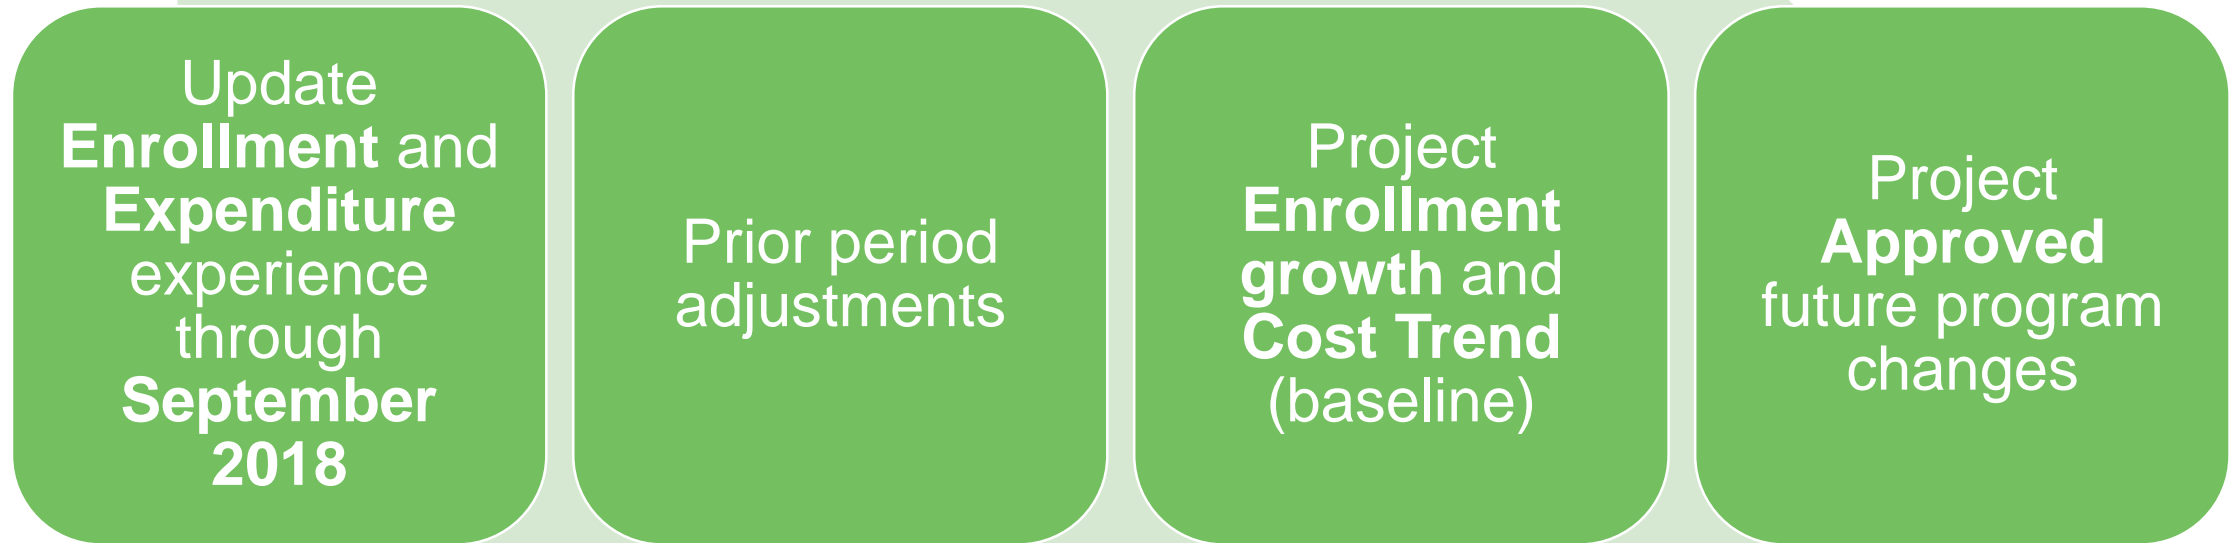 Update
Enrollment and
Expenditure
experience
through
September
2018
Prior period
adjustments
Project
Enrollment
growth and
Cost Trend
(baseline)
Project
Approved
future program
changes